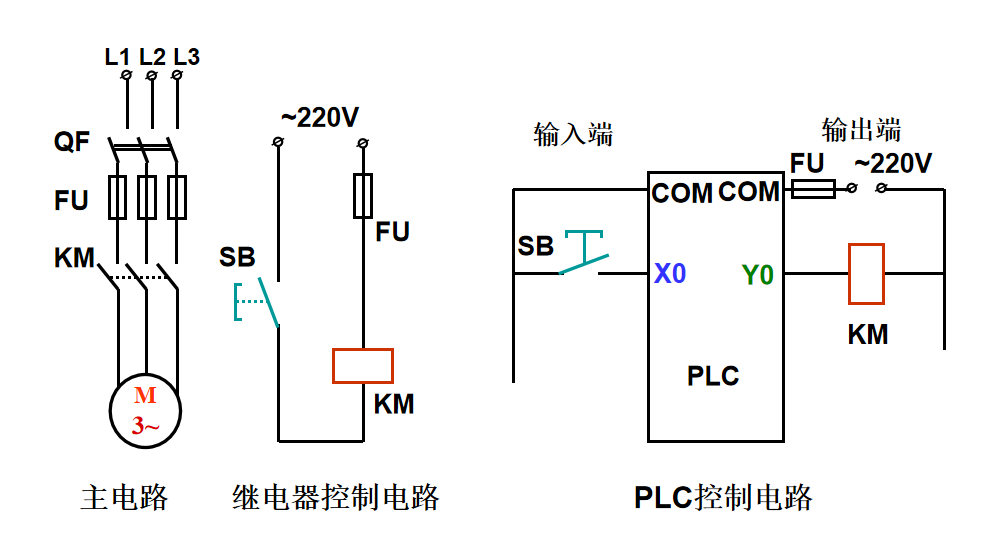 L1 L2 L3
QF
FU
KM
M
3~
主电路
~220V
FU
SB
KM
继电器控制电路
输入端
输出端
FU ~220V
COM COM
SB
X0 Y0
KM
PLC
PLC控制电路